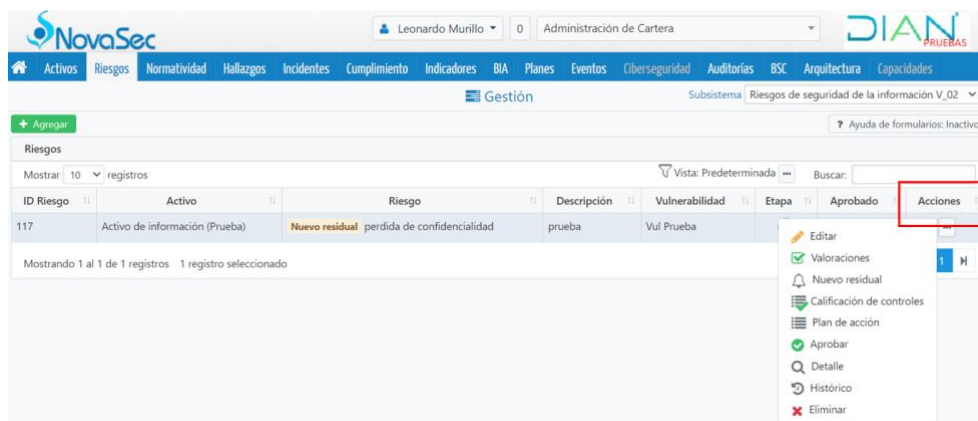 NovaSec
Leonardo Murillo
0
Administración de Cartera
DIAN
PRUEBAS
Activos Riesgos Normatividad Hallazgos Incidentes Cumplimiento Indicadores BIA Planes Eventos Ciberseguridad Auditorías BSC Arquitectura Capacidades
Gestión
Subsistema Riesgos de seguridad de la información V_02
+ Agregar
? Ayuda de formularios: Inactivo
Riesgos
Mostrar 10 registros
Vista: Predeterminada ...
Buscar:
ID Riesgo Activo Riesgo Descripción Vulnerabilidad Etapa Aprobado Acciones
117 Activo de información (Prueba) Nuevo residual perdida de confidencialidad prueba Vul Prueba ...
Mostrando 1 al 1 de 1 registros 1 registro seleccionado
1
Editar
Valoraciones
Nuevo residual
Calificación de controles
Plan de acción
Aprobar
Detalle
Histórico
Eliminar